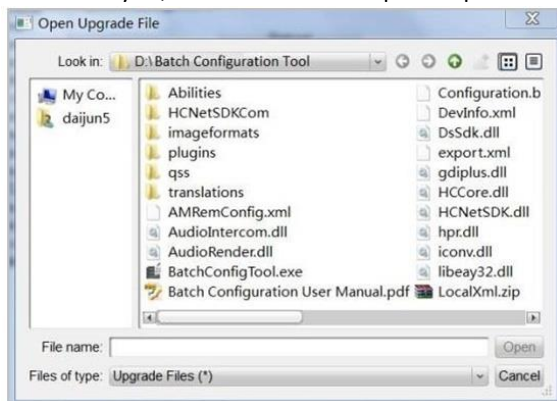 Open Upgrade File
Look in: D:\Batch Configuration Tool
My Co...
daijun5
Abilities
HCNetSDKCom
imageformats
plugins
qss
translations
AMRemConfig.xml
AudioIntercom.dll
AudioRender.dll
BatchConfigTool.exe
Batch Configuration User Manual.pdf
Configuration.b
DevInfo.xml
DsSdk.dll
export.xml
gdiplus.dll
HCCore.dll
HCNetSDK.dll
hpr.dll
iconv.dll
libeay32.dll
LocalXml.zip
File name:
Open
Files of type: Upgrade Files (*)
Cancel